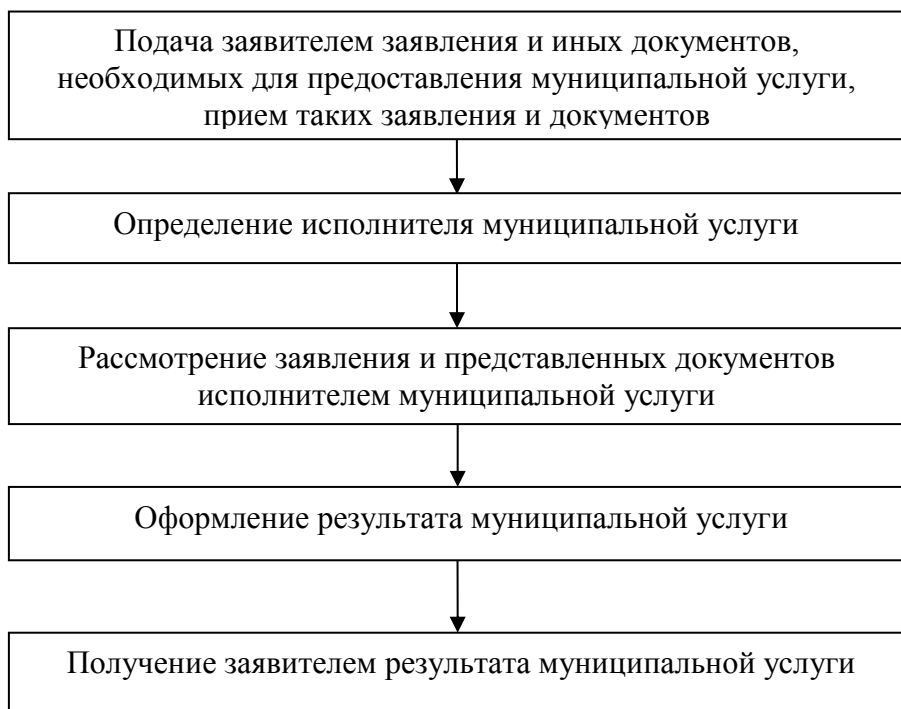 Подача заявителем заявления и иных документов,
необходимых для предоставления муниципальной услуги,
прием таких заявления и документов
Определение исполнителя муниципальной услуги
Рассмотрение заявления и представленных документов
исполнителем муниципальной услуги
Оформление результата муниципальной услуги
Получение заявителем результата муниципальной услуги